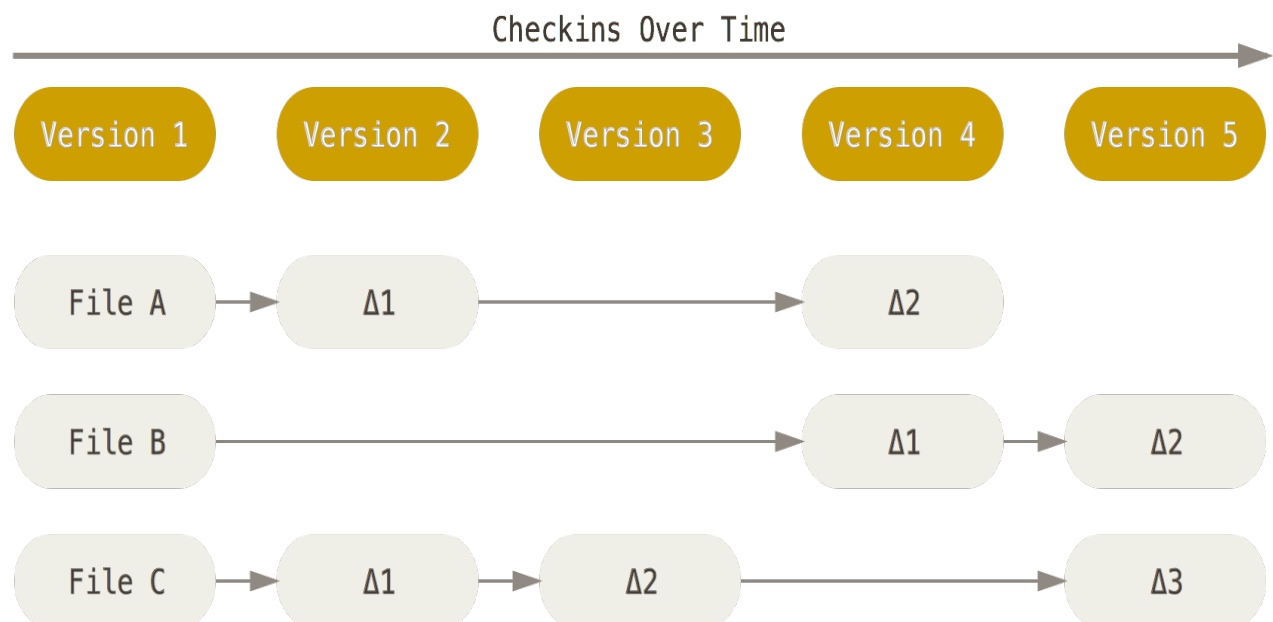 Checkins Over Time
Version 1 Version 2 Version 3 Version 4 Version 5
File A Δ1 Δ2
File B Δ1 Δ2
File C Δ1 Δ2 Δ3